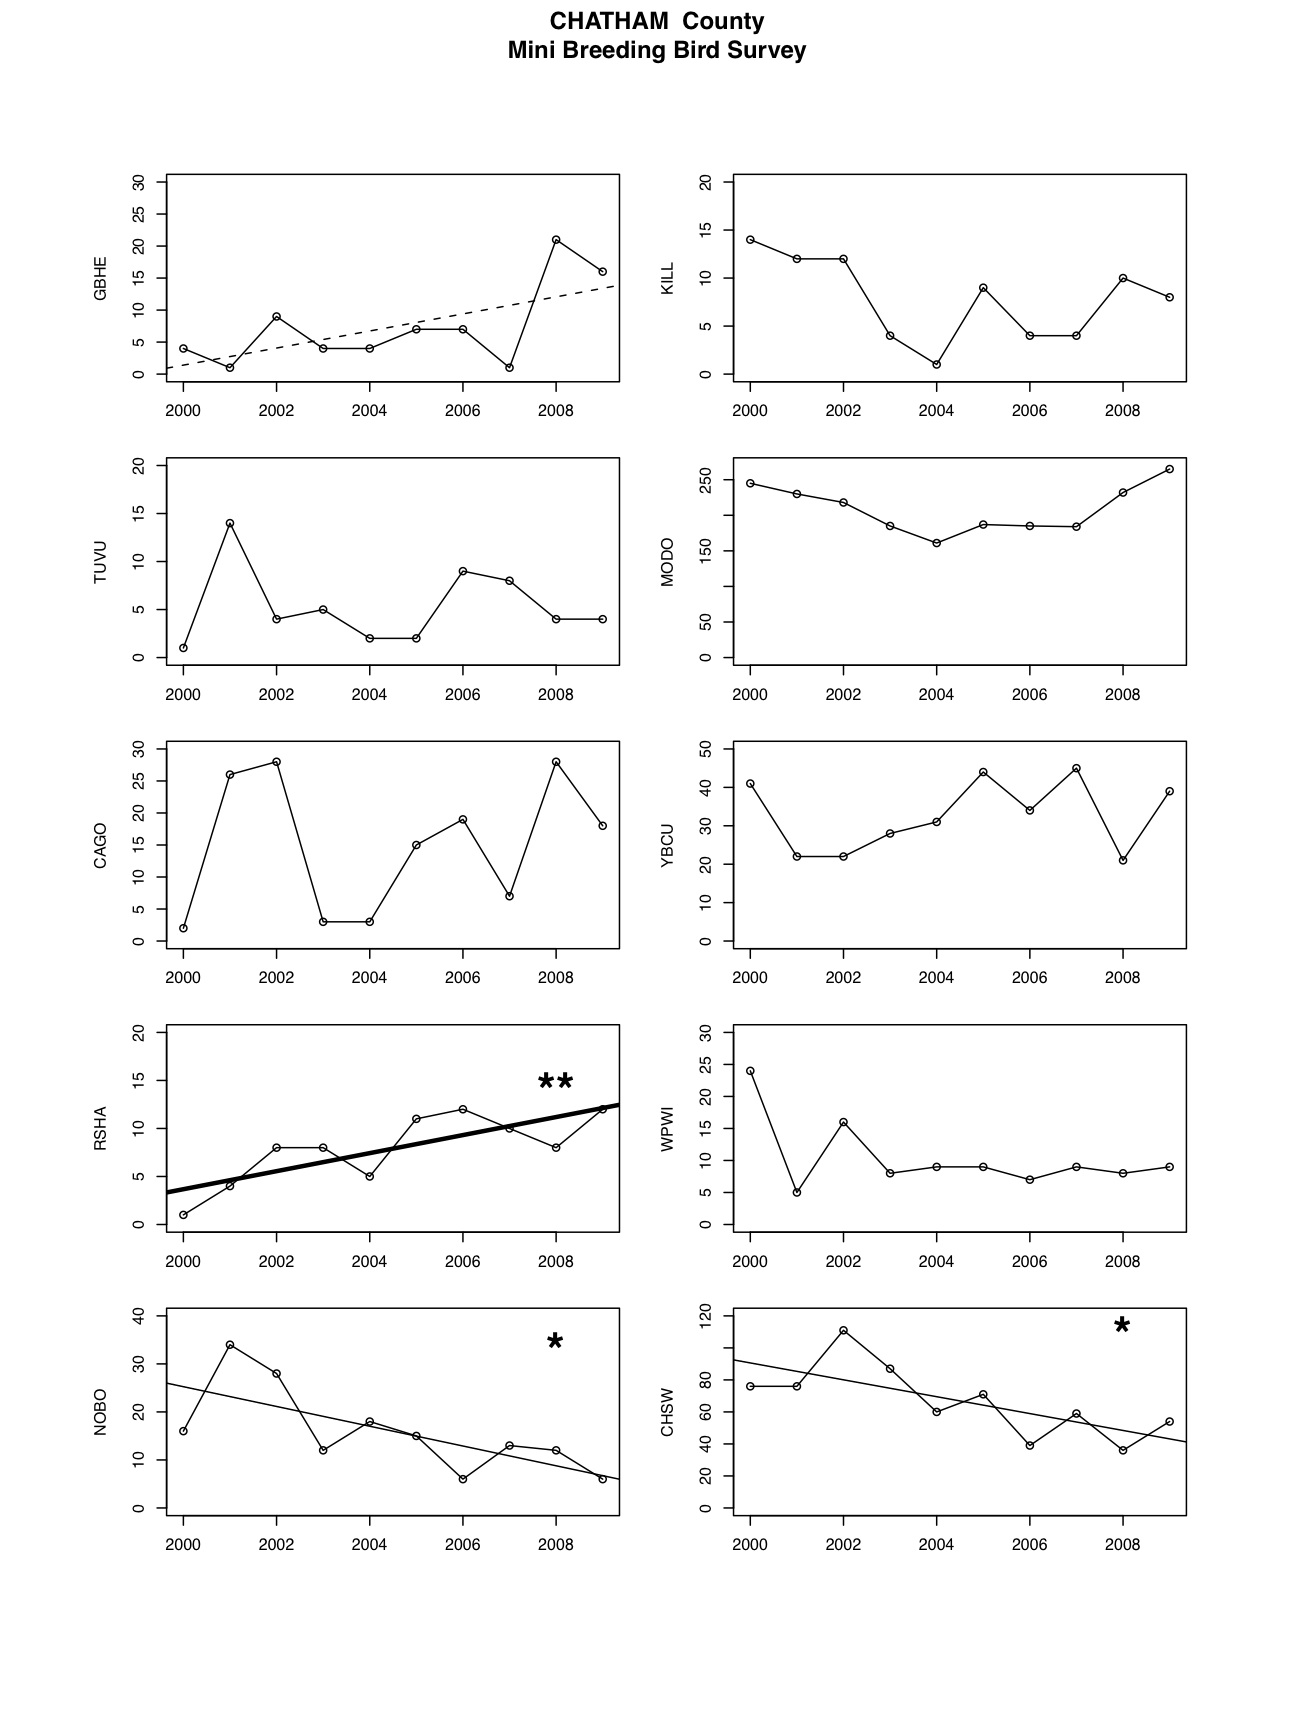 CHATHAM County
Mini Breeding Bird Survey
GBHE
0 5 10 15 20 25 30
2000 2002 2004 2006 2008
KILL
0 5 10 15 20
2000 2002 2004 2006 2008
TUVU
0 5 10 15 20
2000 2002 2004 2006 2008
MODO
0 50 150 250
2000 2002 2004 2006 2008
CAGO
0 5 10 15 20 25 30
2000 2002 2004 2006 2008
YBCU
0 10 20 30 40 50
2000 2002 2004 2006 2008
RSHA
0 5 10 15 20
**
2000 2002 2004 2006 2008
WPWI
0 5 10 15 20 25 30
2000 2002 2004 2006 2008
NOBO
0 10 20 30 40
*
2000 2002 2004 2006 2008
CHSW
0 20 40 60 80 120
*
2000 2002 2004 2006 2008